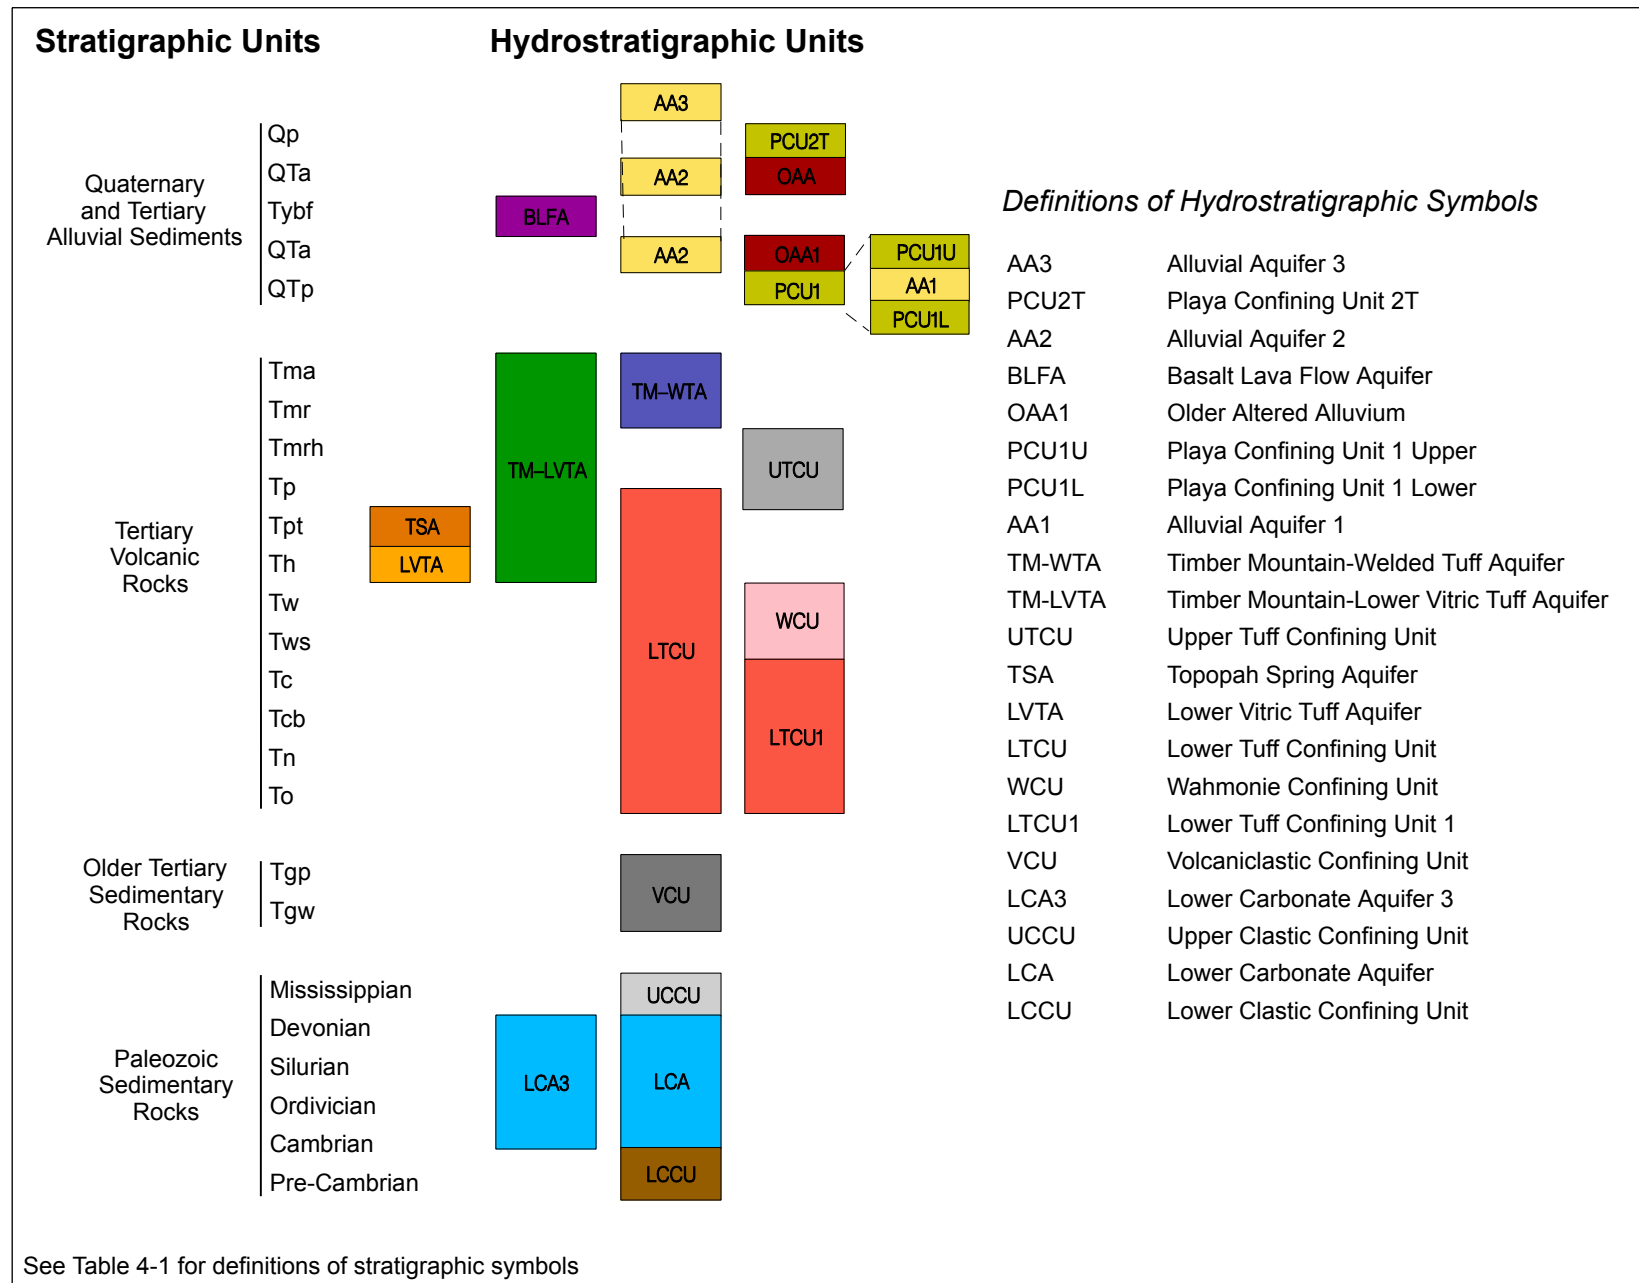 Stratigraphic Units
Hydrostratigraphic Units
Quaternary
and Tertiary
Alluvial Sediments
Qp
QTa
Tybf
QTa
QTp
AA3
AA2
AA2
BLFA
PCU2T
OAA
OAA1
PCU1
PCU1U
AA1
PCU1L
Tertiary
Volcanic
Rocks
Tma
Tmr
Tmrh
Tp
Tpt
Th
Tw
Tws
Tc
Tcb
Tn
To
TSA
LVTA
TM–LVTA
TM–WTA
LTCU
UTCU
WCU
LTCU1
Older Tertiary
Sedimentary
Rocks
Tgp
Tgw
VCU
Paleozoic
Sedimentary
Rocks
Mississippian
Devonian
Silurian
Ordivician
Cambrian
Pre-Cambrian
LCA3
UCCU
LCA
LCCU
Definitions of Hydrostratigraphic Symbols
AA3 Alluvial Aquifer 3
PCU2T Playa Confining Unit 2T
AA2 Alluvial Aquifer 2
BLFA Basalt Lava Flow Aquifer
OAA1 Older Altered Alluvium
PCU1U Playa Confining Unit 1 Upper
PCU1L Playa Confining Unit 1 Lower
AA1 Alluvial Aquifer 1
TM-WTA Timber Mountain-Welded Tuff Aquifer
TM-LVTA Timber Mountain-Lower Vitric Tuff Aquifer
UTCU Upper Tuff Confining Unit
TSA Topopah Spring Aquifer
LVTA Lower Vitric Tuff Aquifer
LTCU Lower Tuff Confining Unit
WCU Wahmonie Confining Unit
LTCU1 Lower Tuff Confining Unit 1
VCU Volcaniclastic Confining Unit
LCA3 Lower Carbonate Aquifer 3
UCCU Upper Clastic Confining Unit
LCA Lower Carbonate Aquifer
LCCU Lower Clastic Confining Unit
See Table 4-1 for definitions of stratigraphic symbols